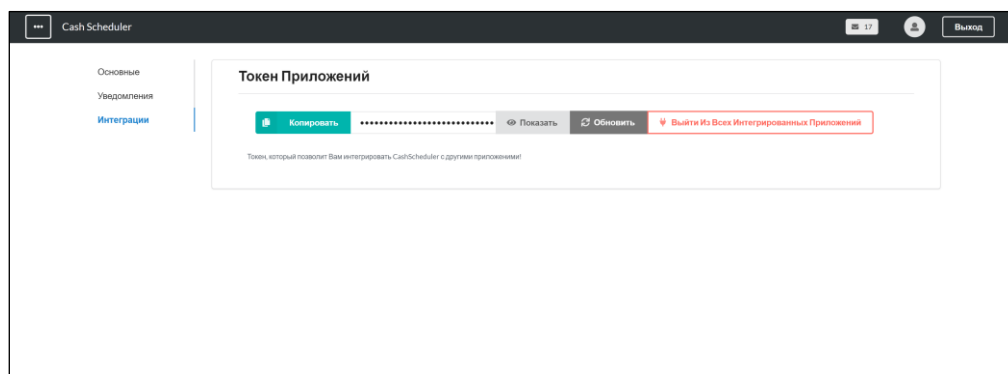 Cash Scheduler
17
Выход
Основные
Уведомления
Интеграции
Токен Приложений
Копировать •••••••••••••••••••••••••••• Показать Обновить Выйти Из Всех Интегрированных Приложений
Токен, который позволит Вам интегрировать CashScheduler с другими приложениями!